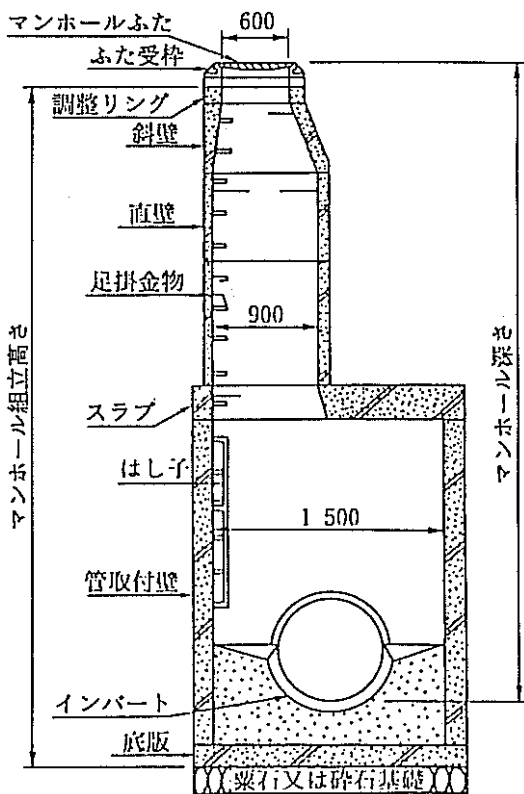 マンホールふた
600
ふた受枠
調整リング
斜壁
直壁
足掛金物
900
マンホール組立高さ
マンホール深さ
スラブ
はし子
1 500
管取付壁
インバート
底版
栗石又は砕石基礎